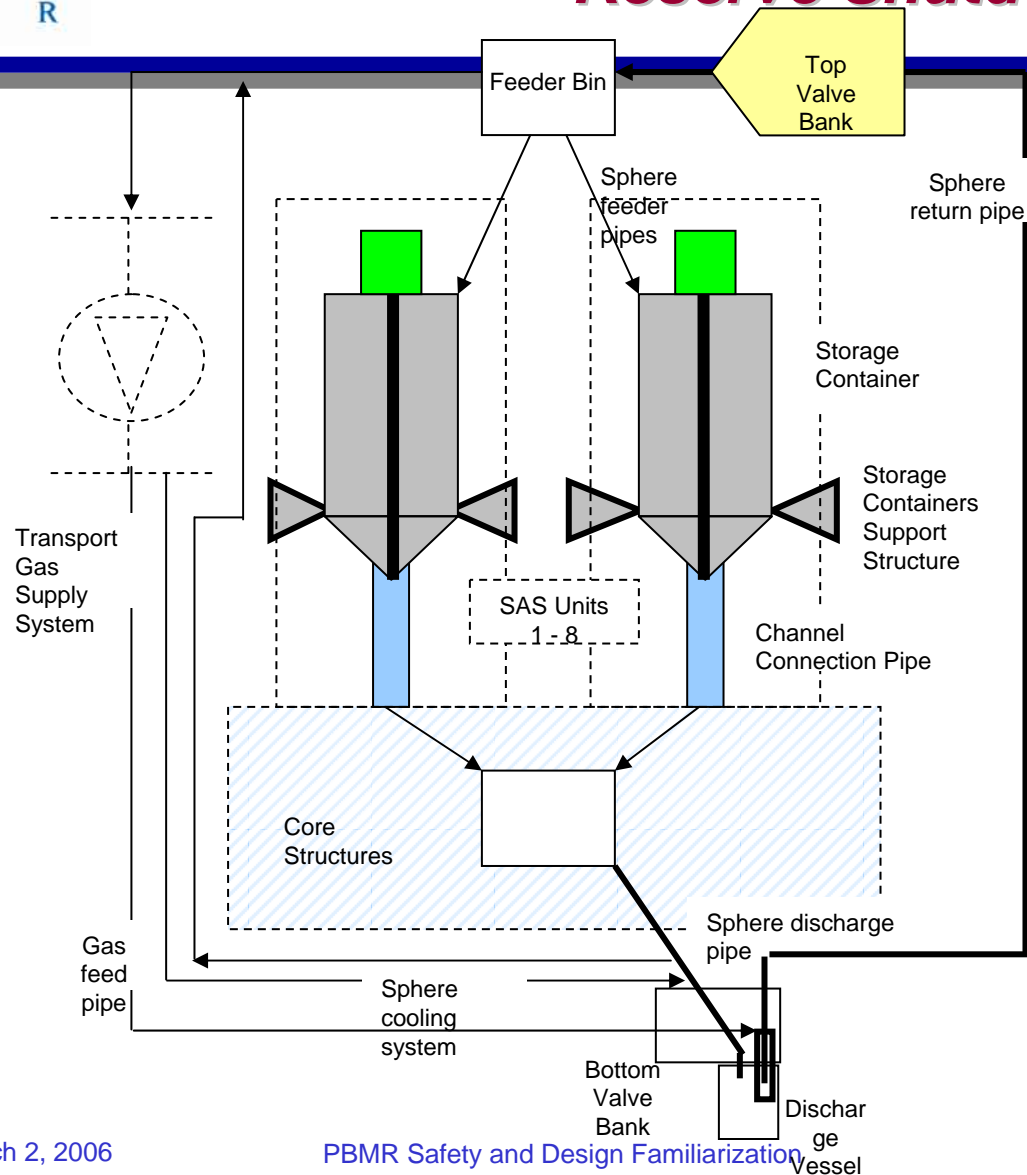 R
Reserve Shutd
Feeder Bin
Top
Valve
Bank
Sphere
feeder
pipes
Sphere
return pipe
Storage
Container
Storage
Containers
Support
Structure
Transport
Gas
Supply
System
SAS Units
1 - 8
Channel
Connection Pipe
Core
Structures
Sphere discharge
pipe
Gas
feed
pipe
Sphere
cooling
system
Bottom
Valve
Bank
Dischar
ge
Vessel
ch 2, 2006
PBMR Safety and Design Familiarization